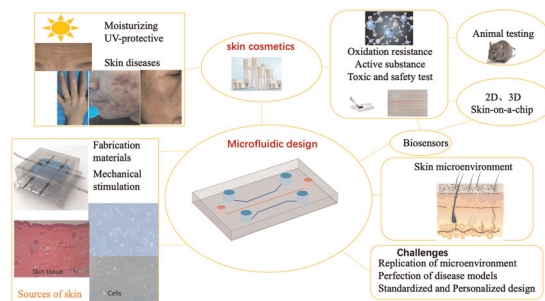 Moisturizing
UV-protective
Skin diseases
skin cosmetics
Oxidation resistance
Active substance
Toxic and safety test
Animal testing
2D、3D
Skin-on-a-chip
Biosensors
Fabrication
materials
Mechanical
stimulation
Microfluidic design
Skin microenvironment
Skin tissue
Cells
Sources of skin
Challenges
Replication of microenvironment
Perfection of disease models
Standardized and Personalized design